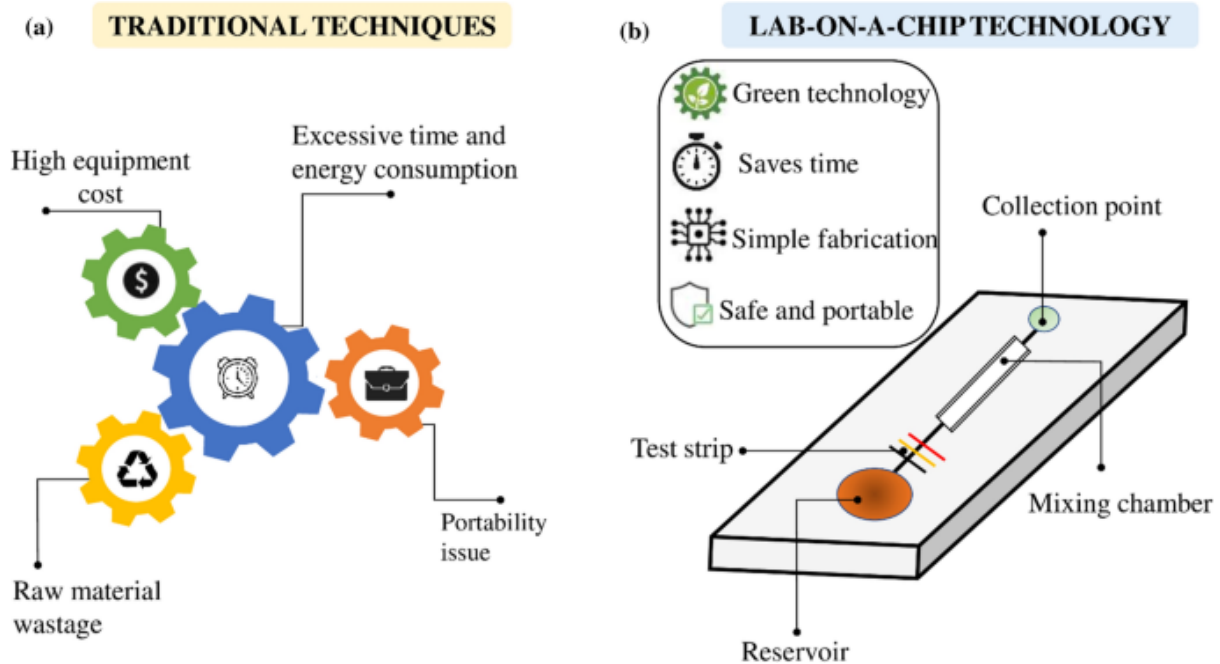 (a)
TRADITIONAL TECHNIQUES
High equipment
cost
Excessive time and
energy consumption
$
Portability
issue
Raw material
wastage
(b)
LAB-ON-A-CHIP TECHNOLOGY
Green technology
Saves time
Simple fabrication
Safe and portable
Collection point
Test strip
Mixing chamber
Reservoir